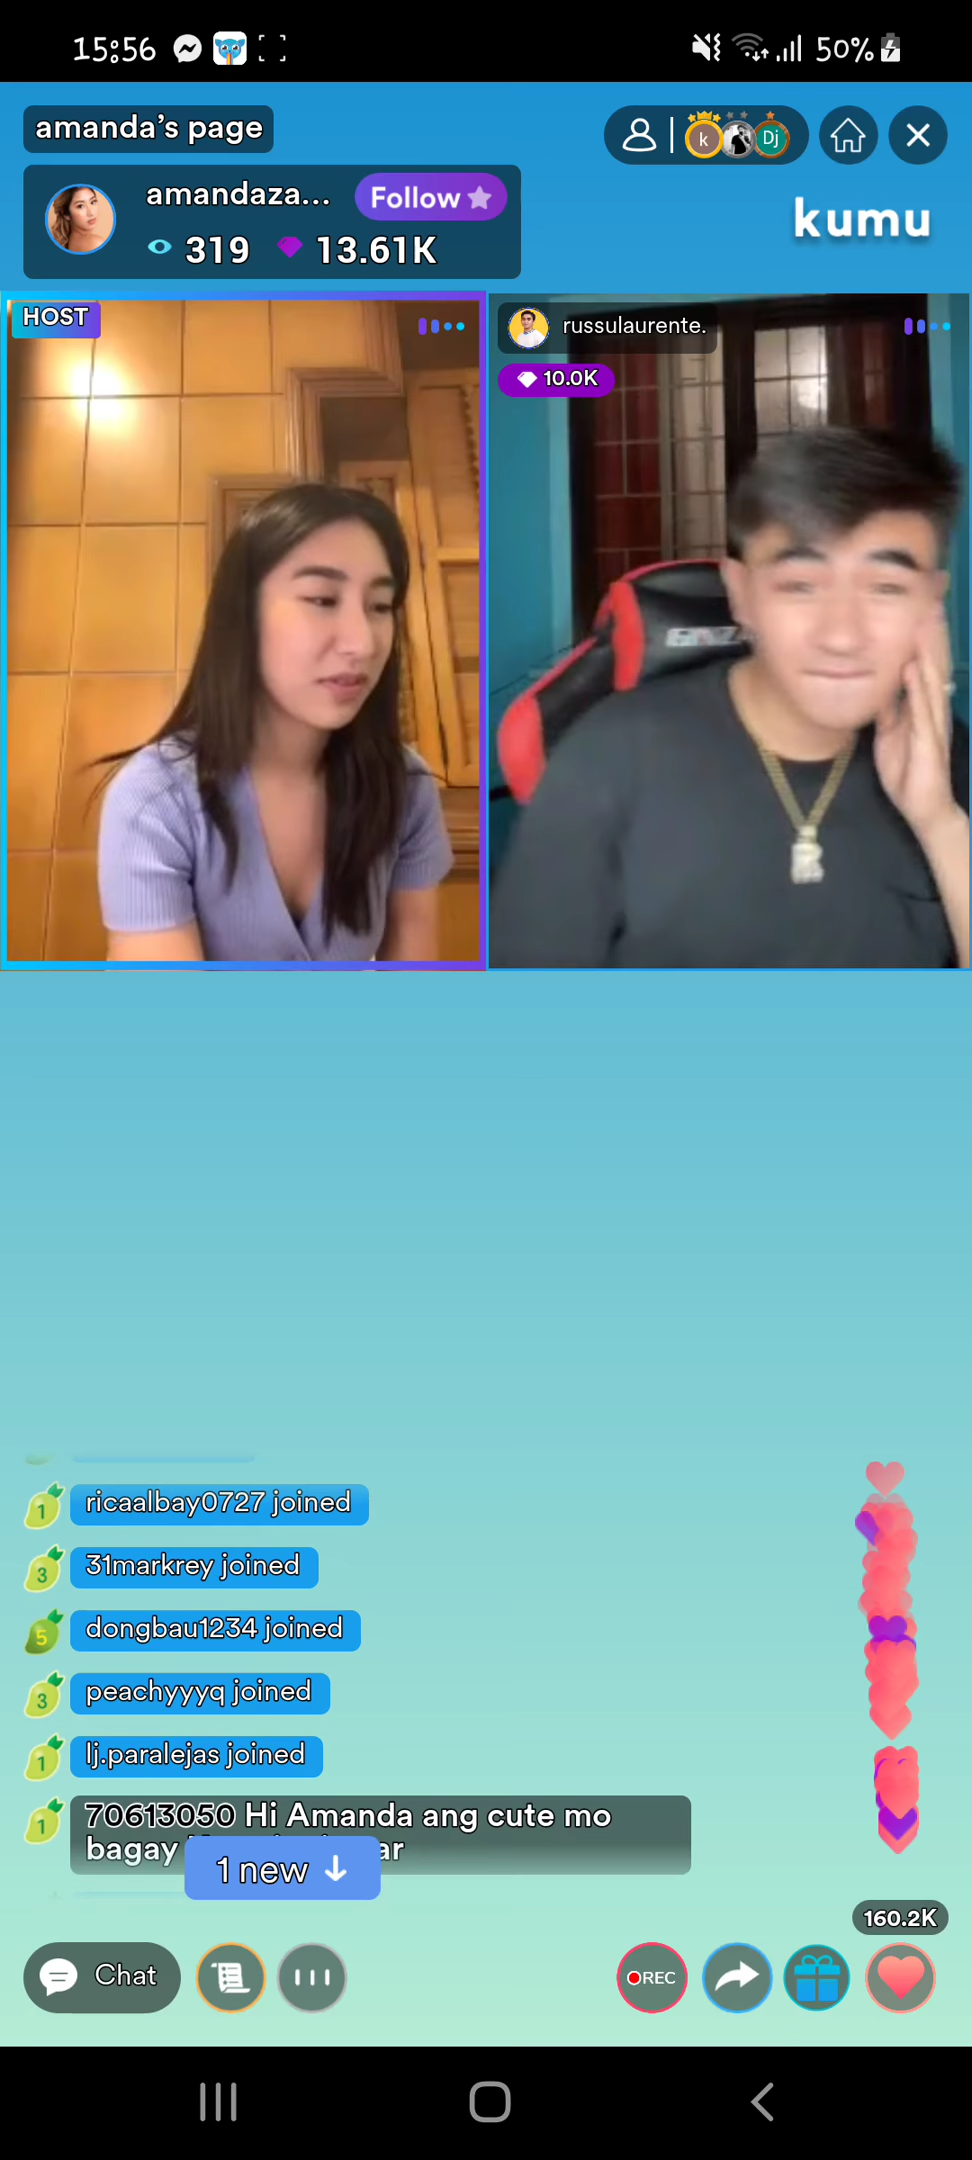 15:56
50%
amanda's page
k
Dj
amandaza...
Follow
319
13.61K
kumu
HOST
russulaurente.
10.0K
R
1
ricaalbay0727 joined
3
31markrey joined
5
dongbau1234 joined
3
peachyyyq joined
1
lj.paralejas joined
1
70613050 Hi Amanda ang cute mo
bagay
1 new
160.2K
Chat
REC